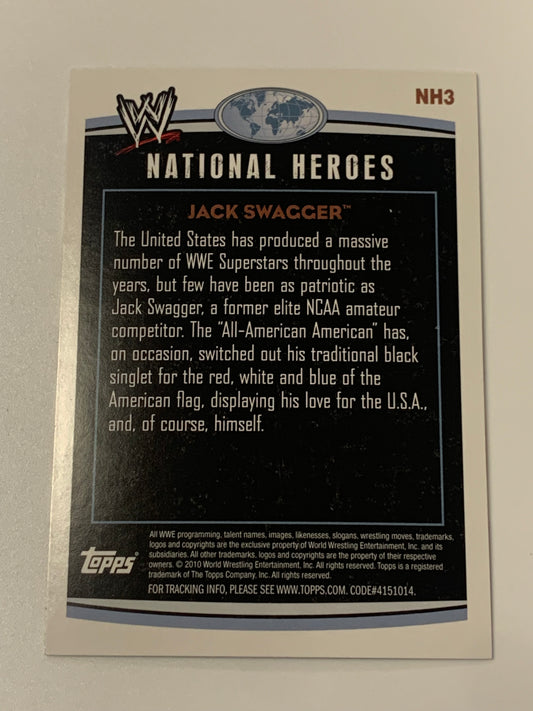 W
NH3
NATIONAL HEROES
JACK SWAGGER™
The United States has produced a massive
number of WWE Superstars throughout the
years, but few have been as patriotic as
Jack Swagger, a former elite NCAA amateur
competitor. The "All-American American" has,
on occasion, switched out his traditional black
singlet for the red, white and blue of the
American flag, displaying his love for the U.S.A.,
and, of course, himself.
All WWE programming, talent names, images, likenesses, slogans, wrestling moves, trademarks,
logos and copyrights are the exclusive property of World Wrestling Entertainment, Inc. and its
subsidiaries. All other trademarks, logos and copyrights are the property of their respective
owners. © 2010 World Wrestling Entertainment, Inc. All rights reserved. Topps is a registered
trademark of The Topps Company, Inc. All rights reserved.
topps®
FOR TRACKING INFO, PLEASE SEE WWW.TOPPS.COM. CODE#4151014.